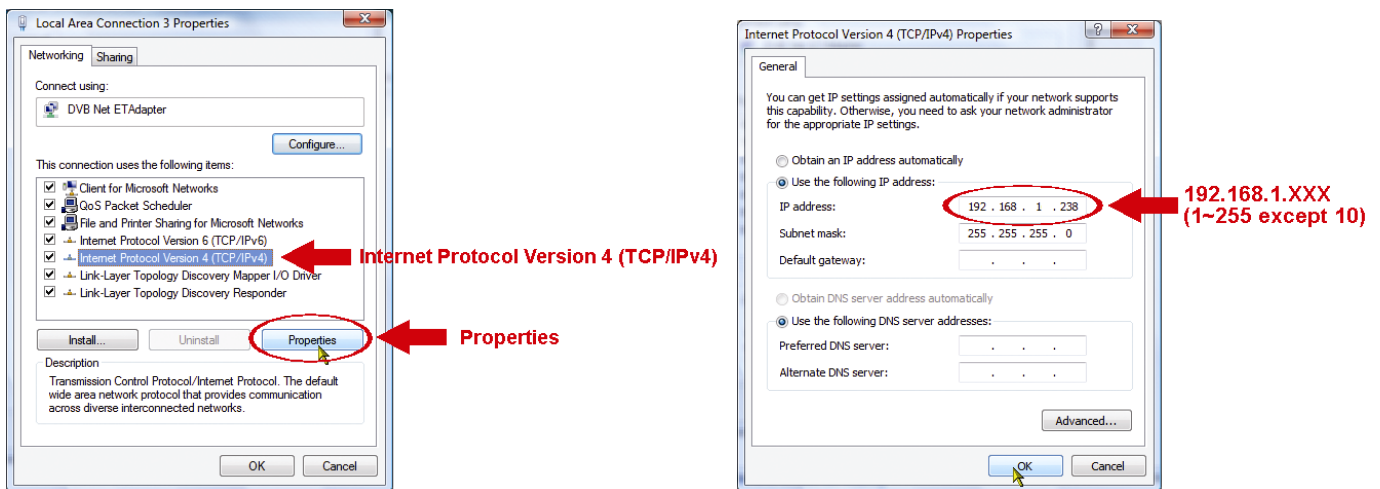 Local Area Connection 3 Properties
Networking
Sharing
Connect using:
DVB Net ETAdapter
Configure...
This connection uses the following items:
Client for Microsoft Networks
QoS Packet Scheduler
File and Printer Sharing for Microsoft Networks
Internet Protocol Version 6 (TCP/IPv6)
Internet Protocol Version 4 (TCP/IPv4)
Link-Layer Topology Discovery Mapper I/O Driver
Link-Layer Topology Discovery Responder
Install...
Uninstall
Properties
Description
Transmission Control Protocol/Internet Protocol. The default
wide area network protocol that provides communication
across diverse interconnected networks.
OK
Cancel
Internet Protocol Version 4 (TCP/IPv4)
Properties
Internet Protocol Version 4 (TCP/IPv4) Properties
General
You can get IP settings assigned automatically if your network supports
this capability. Otherwise, you need to ask your network administrator
for the appropriate IP settings.
Obtain an IP address automatically
Use the following IP address:
IP address: 192 . 168 . 1 . 238
Subnet mask: 255 . 255 . 255 . 0
Default gateway: . . .
Obtain DNS server address automatically
Use the following DNS server addresses:
Preferred DNS server: . . .
Alternate DNS server: . . .
Advanced...
OK
Cancel
192.168.1.XXX
(1~255 except 10)